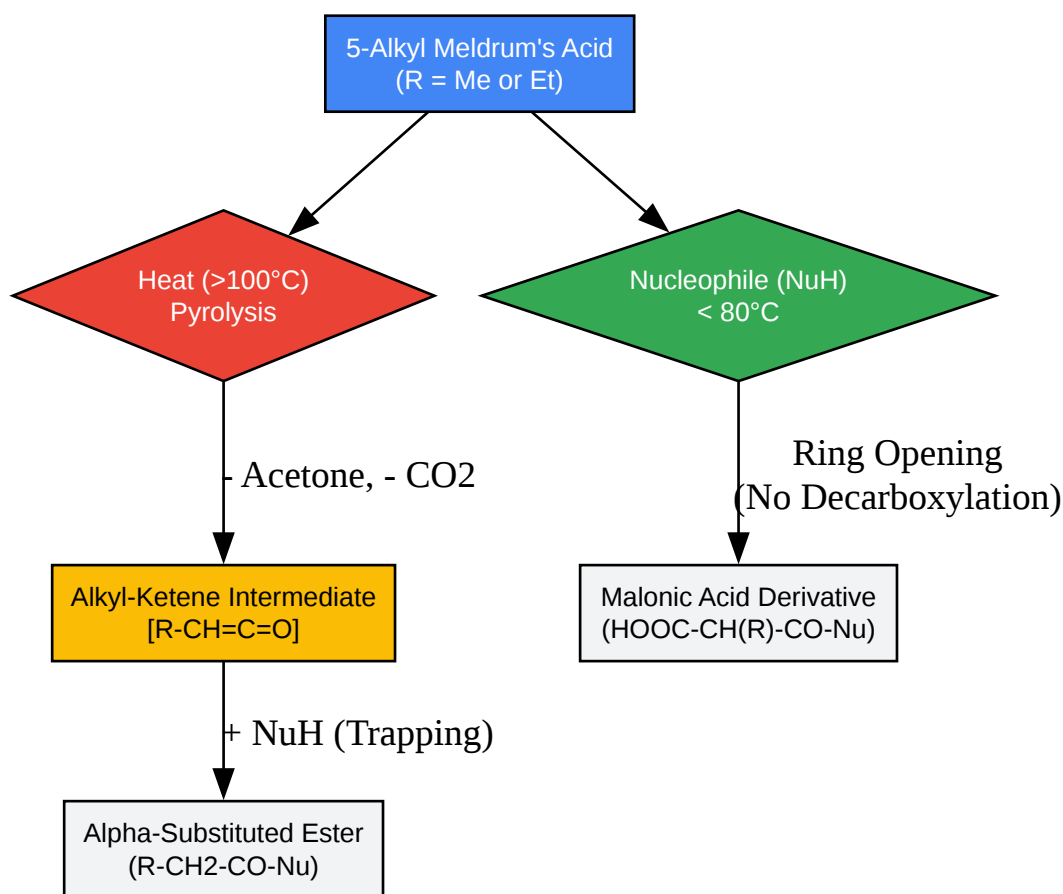 5-Alkyl Meldrum's Acid
(R = Me or Et)
Heat (>100°C)
Pyrolysis
Nucleophile (NuH)
< 80°C
- Acetone, - CO2
Ring Opening
(No Decarboxylation)
Alkyl-Ketene Intermediate
[R-CH=C=O]
Malonic Acid Derivative
(HOOC-CH(R)-CO-Nu)
+ NuH (Trapping)
Alpha-Substituted Ester
(R-CH2-CO-Nu)